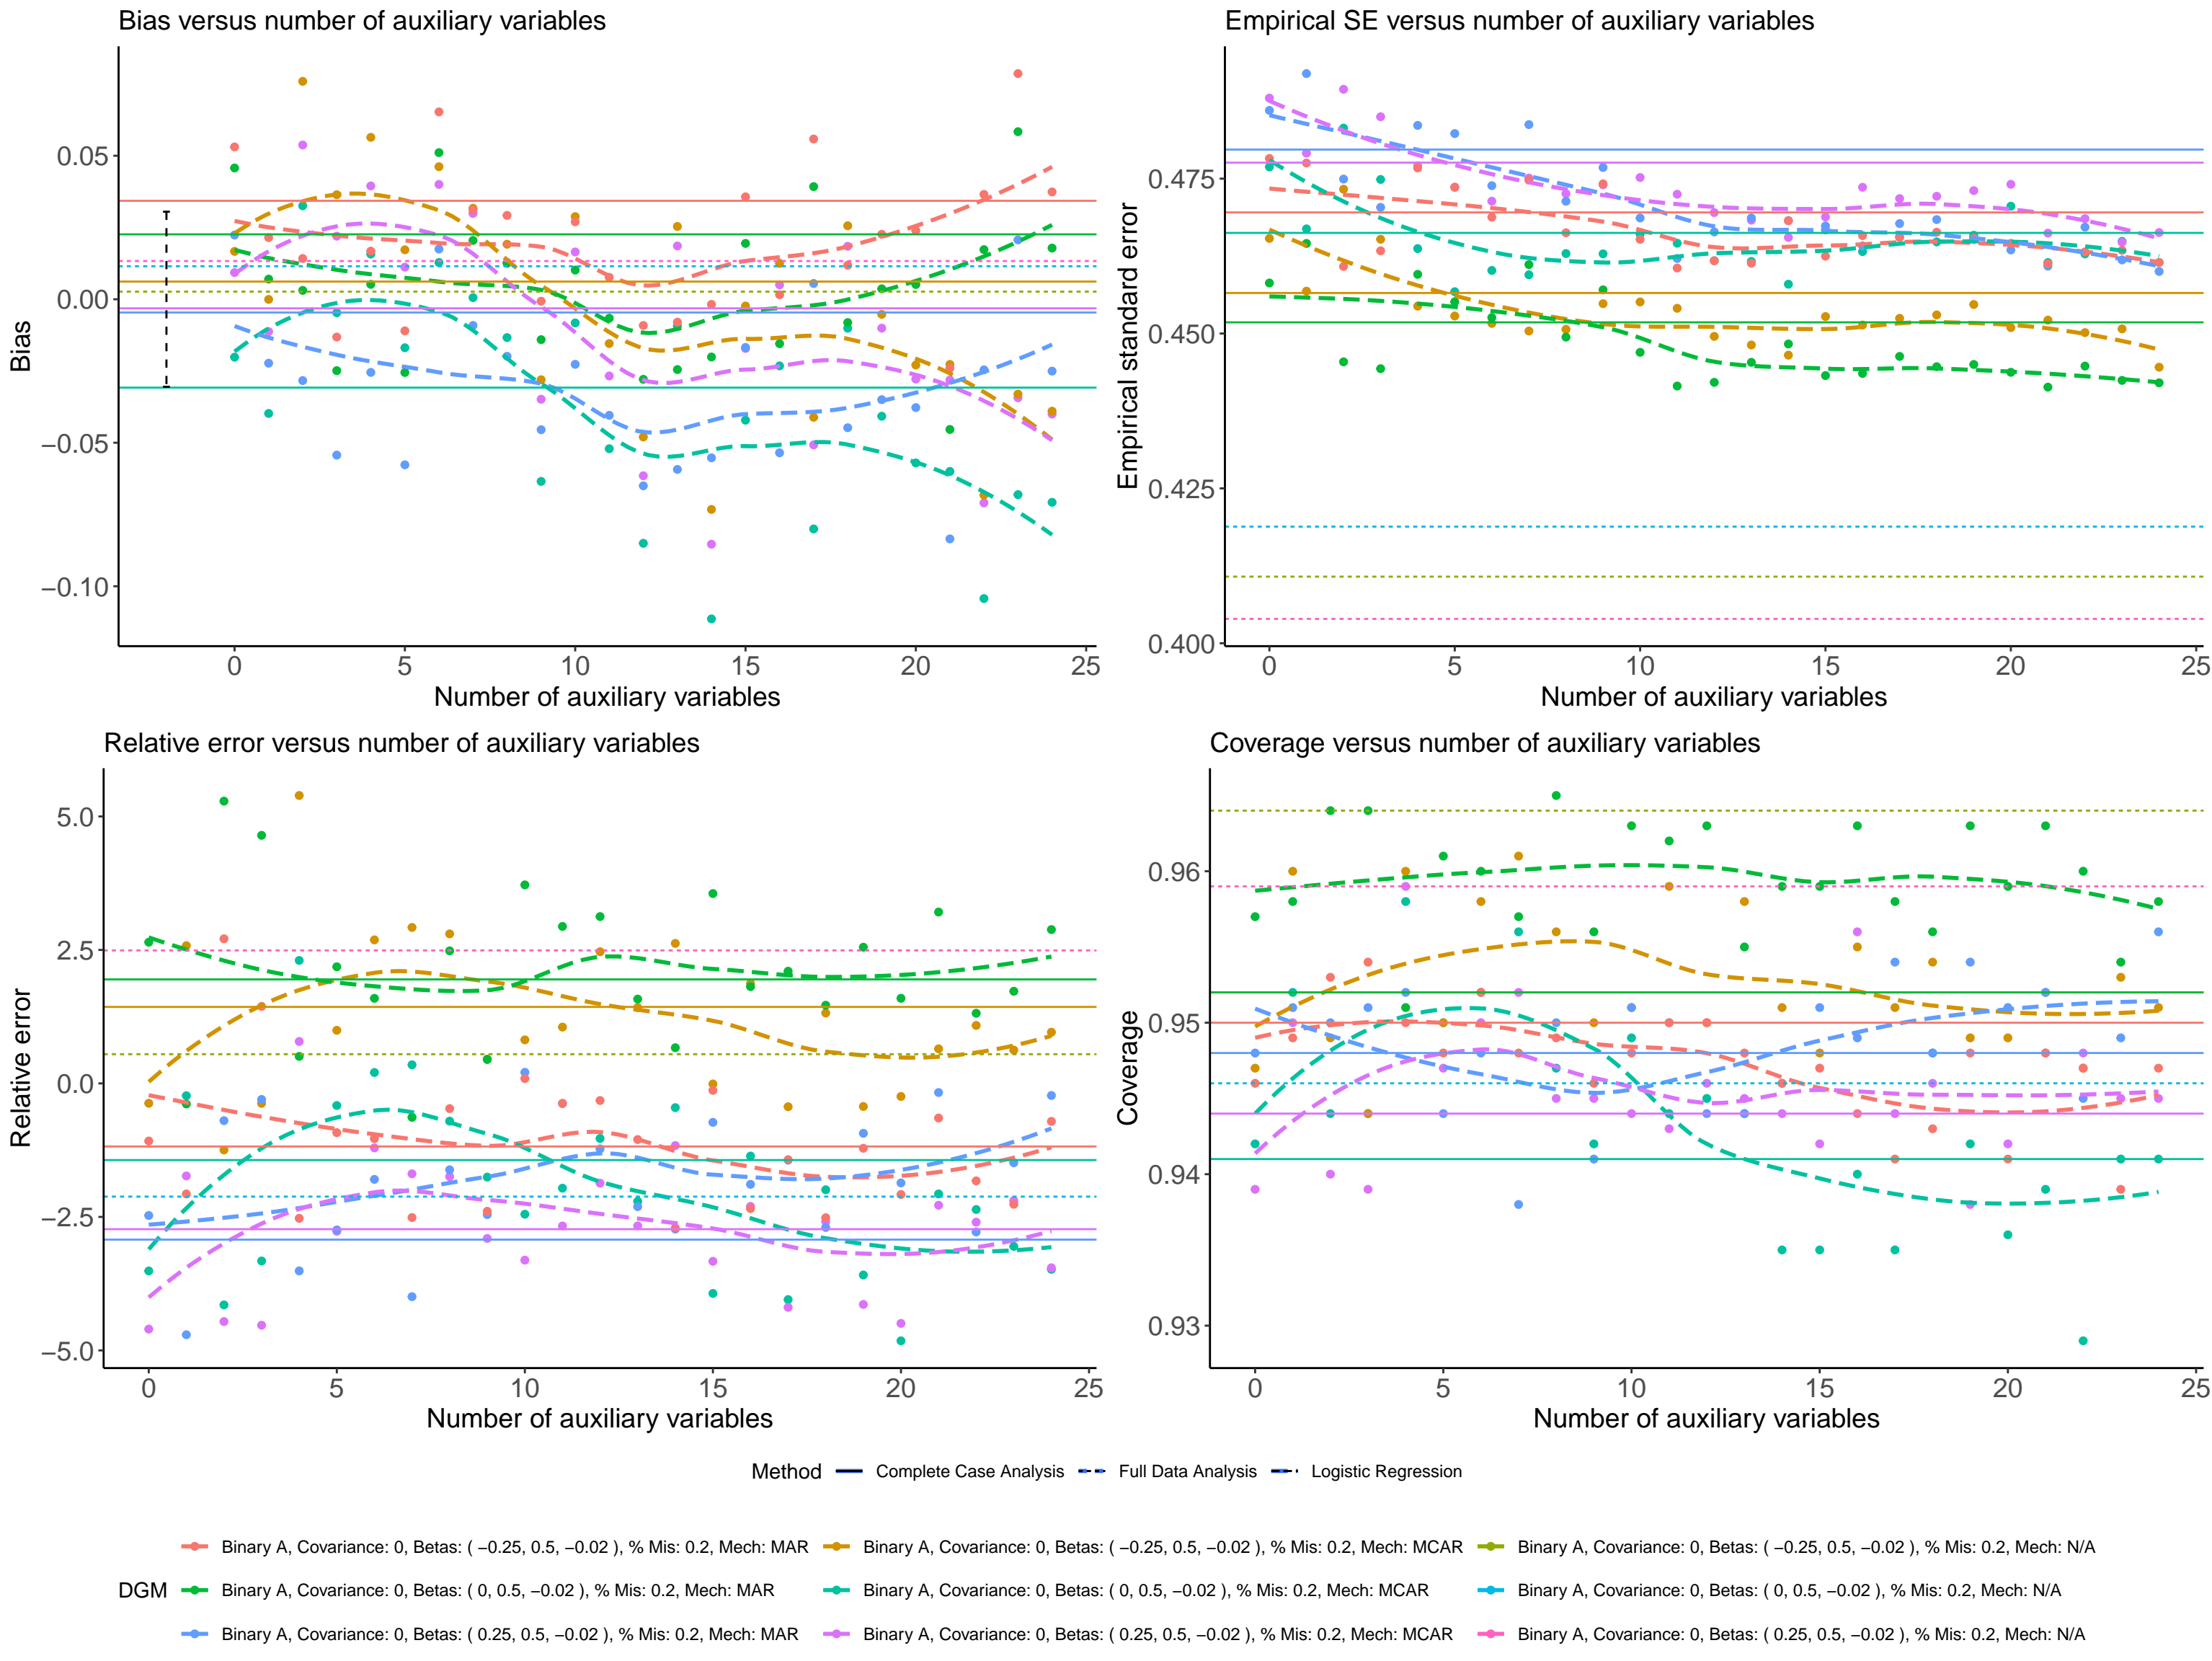 Bias versus number of auxiliary variables
Bias
0.05
0.00
−0.05
−0.10
0 5 10 15 20 25
Number of auxiliary variables
Empirical SE versus number of auxiliary variables
Empirical standard error
0.475
0.450
0.425
0.400
0 5 10 15 20 25
Number of auxiliary variables
Relative error versus number of auxiliary variables
Relative error
5.0
2.5
0.0
−2.5
−5.0
0 5 10 15 20 25
Number of auxiliary variables
Coverage versus number of auxiliary variables
Coverage
0.96
0.95
0.94
0.93
0 5 10 15 20 25
Number of auxiliary variables
Method Complete Case Analysis Full Data Analysis Logistic Regression
Binary A, Covariance: 0, Betas: ( −0.25, 0.5, −0.02 ), % Mis: 0.2, Mech: MAR Binary A, Covariance: 0, Betas: ( −0.25, 0.5, −0.02 ), % Mis: 0.2, Mech: MCAR Binary A, Covariance: 0, Betas: ( −0.25, 0.5, −0.02 ), % Mis: 0.2, Mech: N/A
DGM Binary A, Covariance: 0, Betas: ( 0, 0.5, −0.02 ), % Mis: 0.2, Mech: MAR Binary A, Covariance: 0, Betas: ( 0, 0.5, −0.02 ), % Mis: 0.2, Mech: MCAR Binary A, Covariance: 0, Betas: ( 0, 0.5, −0.02 ), % Mis: 0.2, Mech: N/A
Binary A, Covariance: 0, Betas: ( 0.25, 0.5, −0.02 ), % Mis: 0.2, Mech: MAR Binary A, Covariance: 0, Betas: ( 0.25, 0.5, −0.02 ), % Mis: 0.2, Mech: MCAR Binary A, Covariance: 0, Betas: ( 0.25, 0.5, −0.02 ), % Mis: 0.2, Mech: N/A